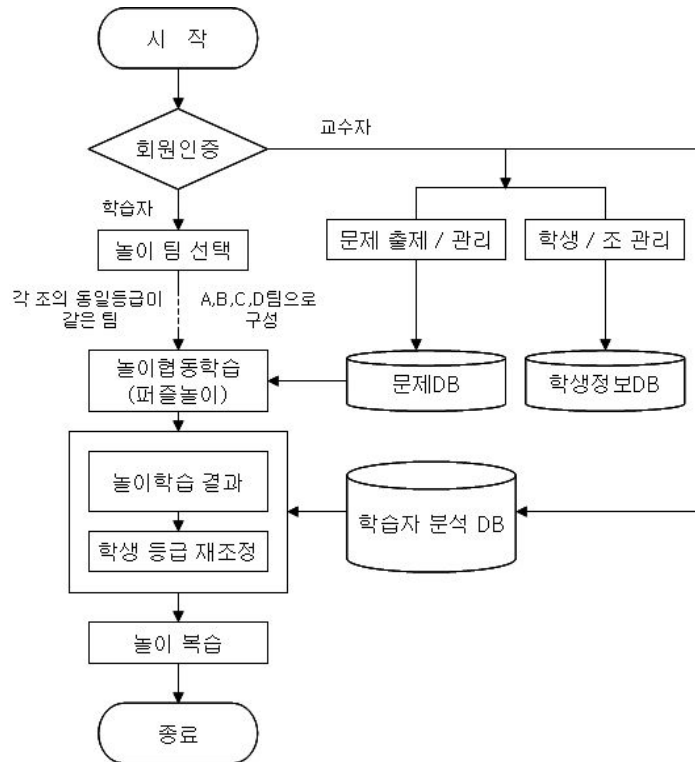 시 작
회원인증
교수자
학습자
놀이 팀 선택
문제 출제 / 관리
학생 / 조 관리
각 조의 동일등급이
같은 팀
A,B,C,D팀으로
구성
놀이협동학습
(퍼즐놀이)
문제DB
학생정보DB
놀이학습 결과
학생 등급 재조정
학습자 분석 DB
놀이 복습
종료